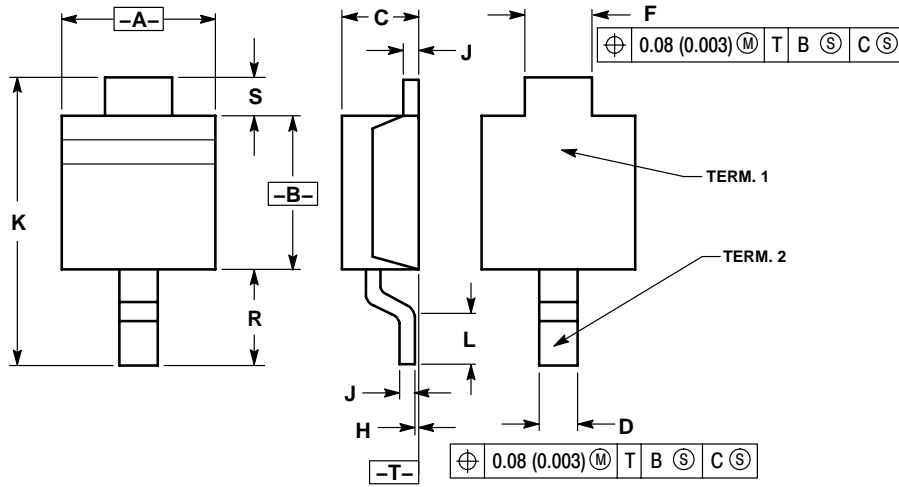 –A–
C
F
⌖ 0.08 (0.003) Ⓜ T B Ⓢ C Ⓢ
J
S
K
–B–
TERM. 1
TERM. 2
R
L
J
H
D
⌖ 0.08 (0.003) Ⓜ T B Ⓢ C Ⓢ
–T–